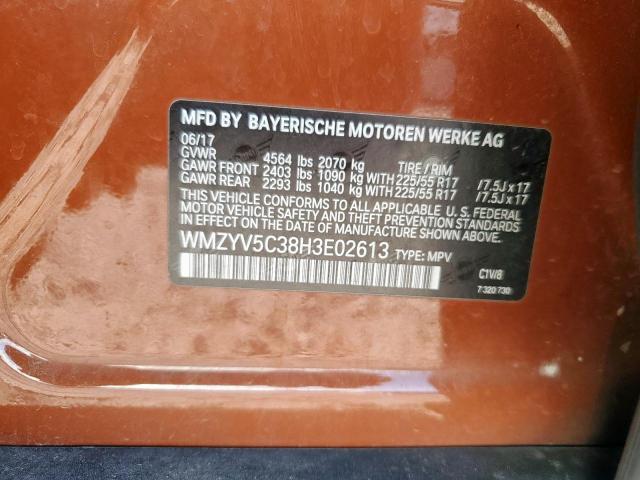 MFD BY BAYERISCHE MOTOREN WERKE AG
06/17
GVWR 4564 lbs 2070 kg TIRE / RIM
GAWR FRONT 2403 lbs 1090 kg WITH 225/55 R17 /7.5J x 17
GAWR REAR 2293 lbs 1040 kg WITH 225/55 R17 /7.5J x 17
THIS VEHICLE CONFORMS TO ALL APPLICABLE U. S. FEDERAL
MOTOR VEHICLE SAFETY AND THEFT PREVENTION STANDARDS
IN EFFECT ON THE DATE OF MANUFACTURE SHOWN ABOVE.
WMZYV5C38H3E02613 TYPE: MPV
C1V/8
7 320 730